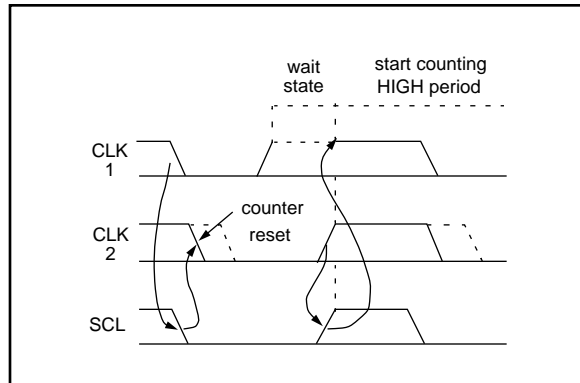 wait
state
start counting
HIGH period
CLK
1
counter
reset
CLK
2
SCL